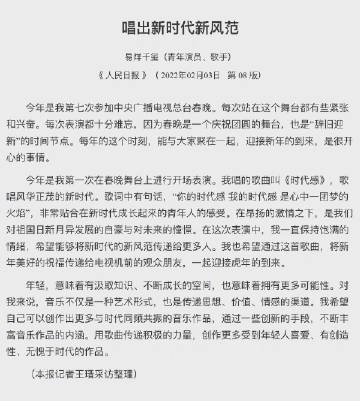 唱出新时代新风范
易烊千玺（青年演员、歌手）
《 人民日报 》（ 2022年02月03日　第 08 版）
今年是我第七次参加中央广播电视总台春晚。每次站在这个舞台都有些紧张
和兴奋。每次表演都十分难忘。因为春晚是一个庆祝团圆的舞台，也是“辞旧迎
新”的时间节点。每年的这个时刻，能与大家聚在一起，迎接新年的到来，是很开
心的事情。
今年是我第一次在春晚舞台上进行开场表演。我唱的歌曲叫《时代感》，歌
唱风华正茂的新时代。歌词中有句话，“你的时代感 我的时代感 是心中一团梦的
火焰”，非常贴合在新时代成长起来的青年人的感受。在昂扬的激情之下，是我们
对祖国日新月异发展的自豪与对未来的憧憬。在这次表演中，我一直保持饱满的
情绪，希望能够将新时代的新风范传递给更多人。我也希望通过这首歌曲，将新
年美好的祝福传递给电视机前的观众朋友。一起迎接虎年的到来。
年轻，意味着有汲取知识、不断成长的空间，也意味着拥有更多可能性。对
我来说，音乐不仅是一种艺术形式，也是传递思想、价值、情感的渠道。我希望
自己可以创作出更多与时代同频共振的音乐作品，通过一些创新的手段，不断丰
富音乐作品的内涵。用歌曲传递积极的力量，创作更多受到年轻人喜爱、有创造
性、无愧于时代的作品。
（本报记者王瑨采访整理）